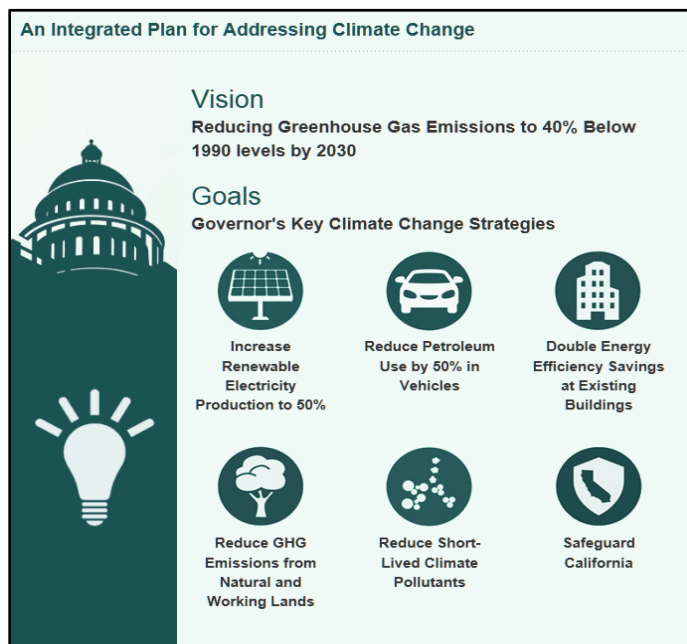 An Integrated Plan for Addressing Climate Change
Vision
Reducing Greenhouse Gas Emissions to 40% Below
1990 levels by 2030
Goals
Governor's Key Climate Change Strategies
Increase
Renewable
Electricity
Production to 50%
Reduce Petroleum
Use by 50% in
Vehicles
Double Energy
Efficiency Savings
at Existing
Buildings
Reduce GHG
Emissions from
Natural and
Working Lands
Reduce Short-
Lived Climate
Pollutants
Safeguard
California